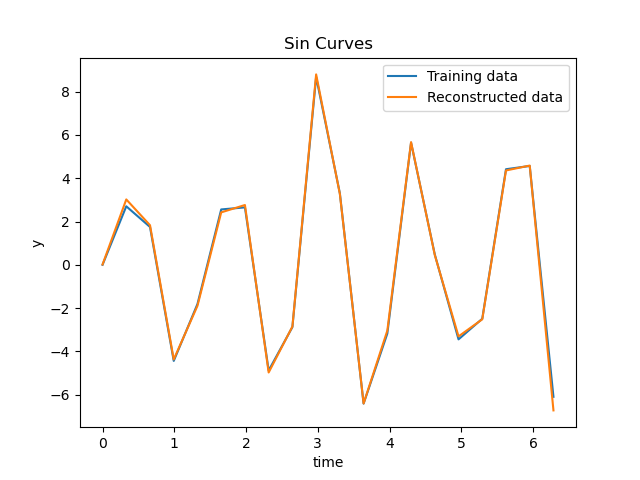 Sin Curves
Training data
Reconstructed data
8
6
4
2
0
−2
−4
−6
y
0 1 2 3 4 5 6
time